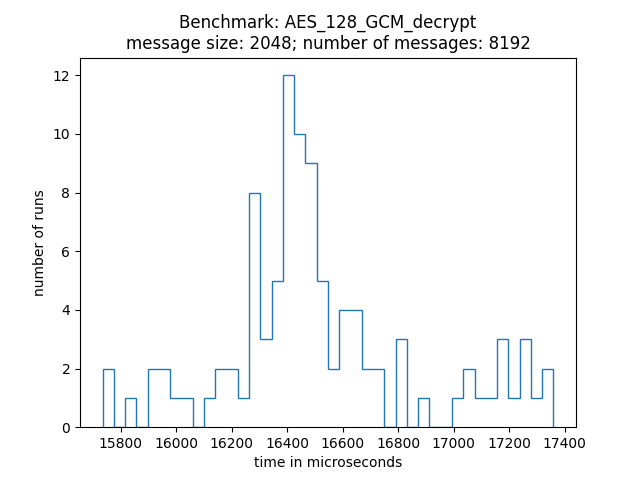 Benchmark: AES_128_GCM_decrypt
message size: 2048; number of messages: 8192
12
10
8
6
4
2
0
number of runs
15800 16000 16200 16400 16600 16800 17000 17200 17400
time in microseconds